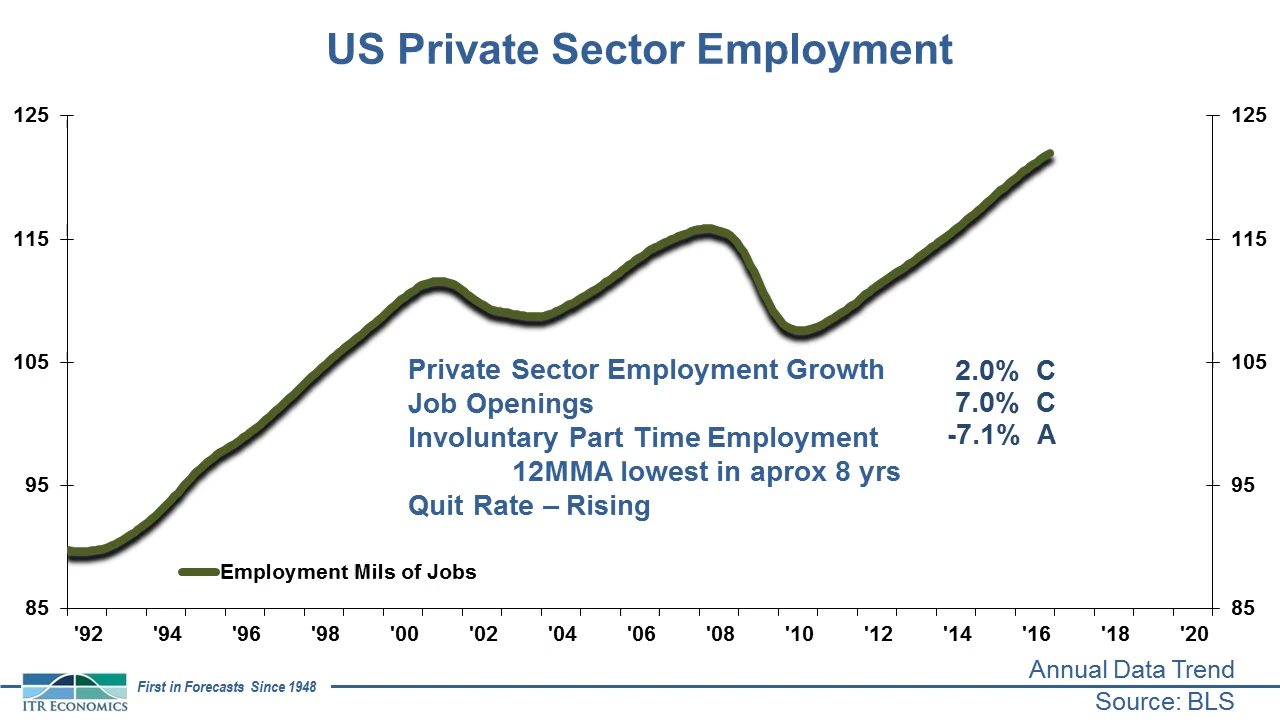 US Private Sector Employment
125 125
115 115
105 105
Private Sector Employment Growth 2.0% C
Job Openings 7.0% C
Involuntary Part Time Employment -7.1% A
12MMA lowest in aprox 8 yrs
95 95
Quit Rate – Rising
Employment Mils of Jobs
85 85
'92 '94 '96 '98 '00 '02 '04 '06 '08 '10 '12 '14 '16 '18 '20
Annual Data Trend
First in Forecasts Since 1948
Source: BLS
ITR ECONOMICS